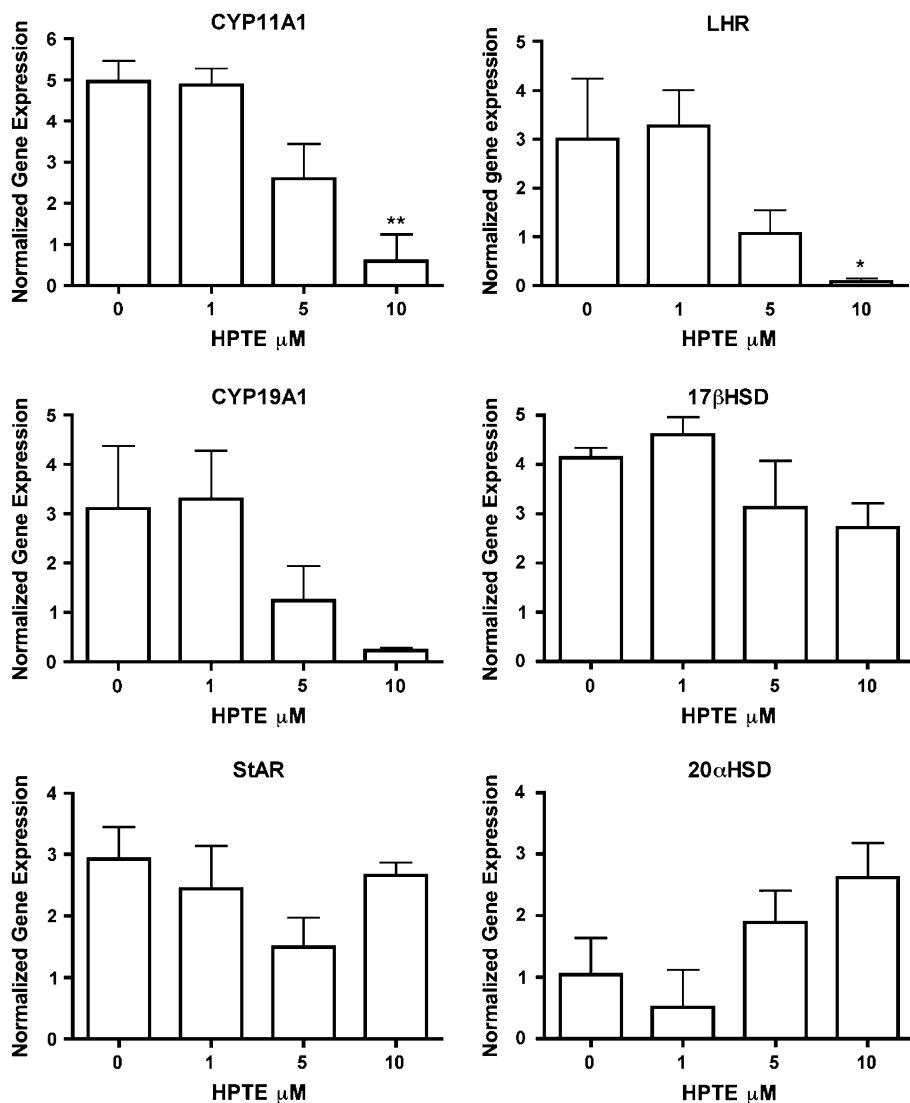 CYP11A1
Normalized Gene Expression
6
5
4
3
2
1
0
**
0 1 5 10
HPTE μM
LHR
Normalized gene expression
5
4
3
2
1
0
*
0 1 5 10
HPTE μM
CYP19A1
Normalized Gene Expression
5
4
3
2
1
0
0 1 5 10
HPTE μM
17βHSD
Normalized Gene Expression
5
4
3
2
1
0
0 1 5 10
HPTE μM
StAR
Normalized Gene Expression
4
3
2
1
0
0 1 5 10
HPTE μM
20αHSD
Normalized Gene Expression
4
3
2
1
0
0 1 5 10
HPTE μM